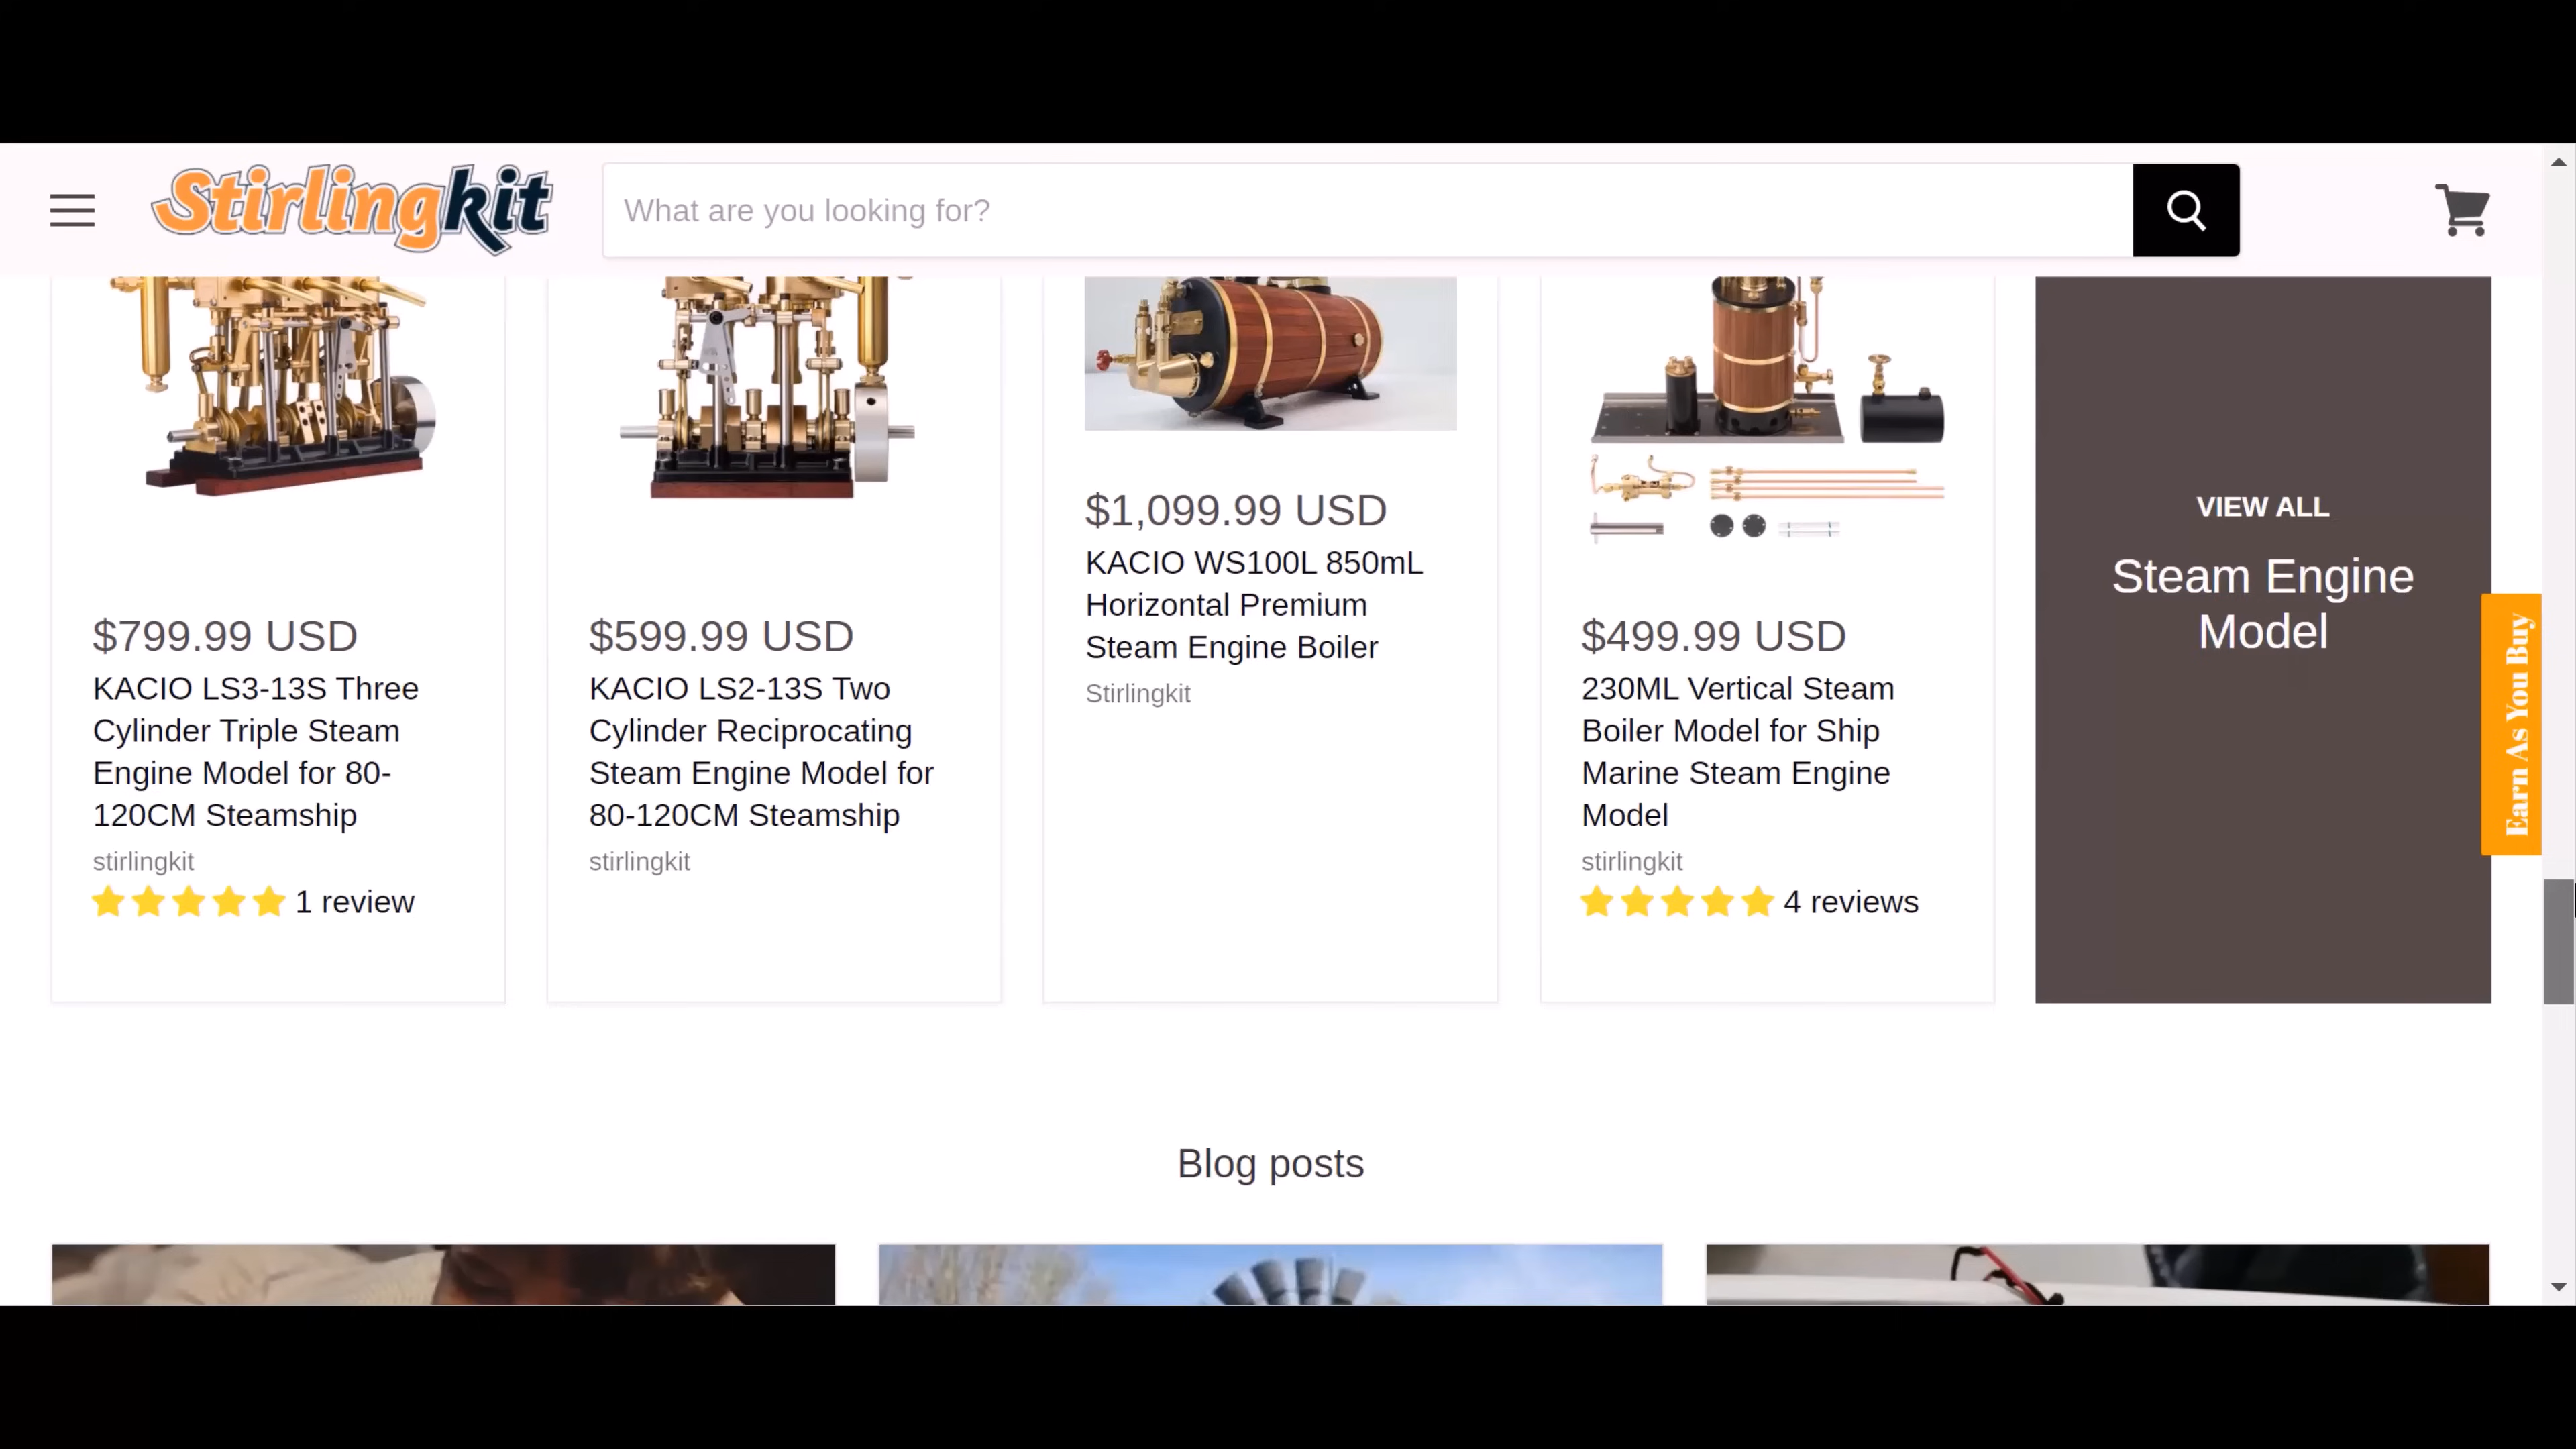 Stirlingkit
What are you looking for?
$799.99 USD
KACIO LS3-13S Three
Cylinder Triple Steam
Engine Model for 80-
120CM Steamship
stirlingkit
1 review
$599.99 USD
KACIO LS2-13S Two
Cylinder Reciprocating
Steam Engine Model for
80-120CM Steamship
stirlingkit
$1,099.99 USD
KACIO WS100L 850mL
Horizontal Premium
Steam Engine Boiler
Stirlingkit
$499.99 USD
230ML Vertical Steam
Boiler Model for Ship
Marine Steam Engine
Model
stirlingkit
4 reviews
VIEW ALL
Steam Engine
Model
Earn As You Buy
Blog posts